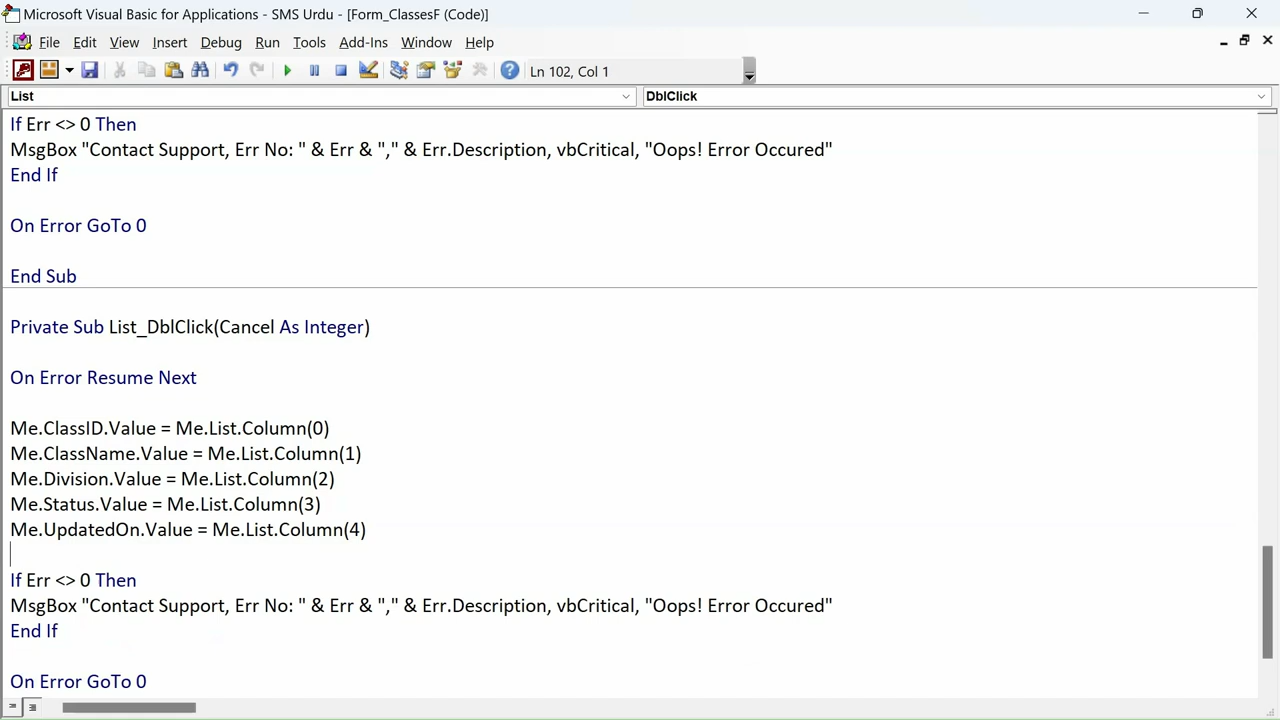 Microsoft Visual Basic for Applications - SMS Urdu - [Form_ClassesF (Code)]
File Edit View Insert Debug Run Tools Add-Ins Window Help
Ln 102, Col 1
List DblClick
If Err <> 0 Then
MsgBox "Contact Support, Err No: " & Err & "," & Err.Description, vbCritical, "Oops! Error Occured"
End If
On Error GoTo 0
End Sub
Private Sub List_DblClick(Cancel As Integer)
On Error Resume Next
Me.ClassID.Value = Me.List.Column(0)
Me.ClassName.Value = Me.List.Column(1)
Me.Division.Value = Me.List.Column(2)
Me.Status.Value = Me.List.Column(3)
Me.UpdatedOn.Value = Me.List.Column(4)
If Err <> 0 Then
MsgBox "Contact Support, Err No: " & Err & "," & Err.Description, vbCritical, "Oops! Error Occured"
End If
On Error GoTo 0